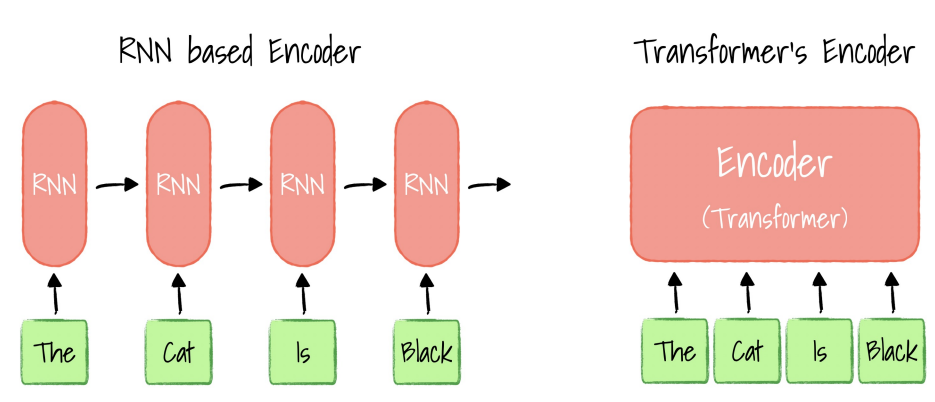 RNN based Encoder
Transformer's Encoder
RNN RNN RNN RNN
Encoder
(Transformer)
The Cat Is Black
The Cat Is Black